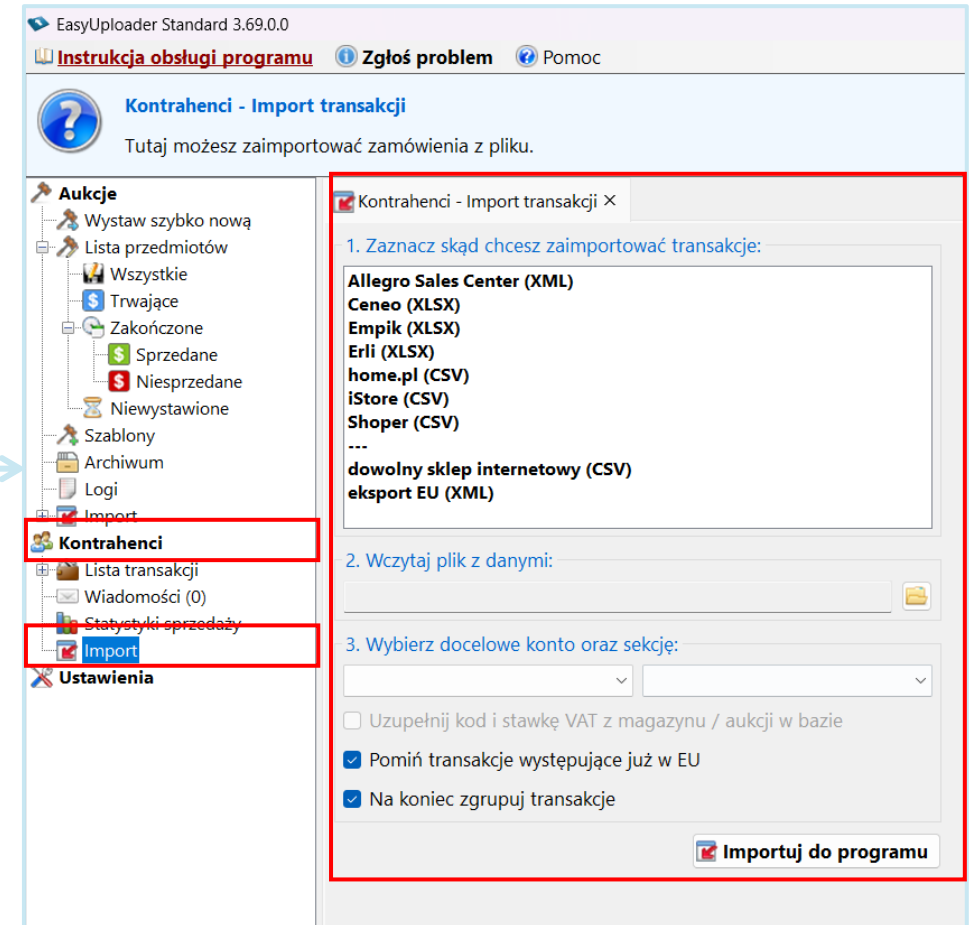 EasyUploader Standard 3.69.0.0
Instrukcja obsługi programu Zgłoś problem Pomoc
Kontrahenci - Import transakcji
Tutaj możesz zaimportować zamówienia z pliku.
Aukcje
Wystaw szybko nową
Lista przedmiotów
Wszystkie
Trwające
Zakończone
Sprzedane
Niesprzedane
Niewystawione
Szablony
Archiwum
Logi
Import
Kontrahenci
Lista transakcji
Wiadomości (0)
Statystyki sprzedaży
Import
Ustawienia
Kontrahenci - Import transakcji ×
1. Zaznacz skąd chcesz zaimportować transakcje:
Allegro Sales Center (XML)
Ceneo (XLSX)
Empik (XLSX)
Erli (XLSX)
home.pl (CSV)
iStore (CSV)
Shoper (CSV)
---
dowolny sklep internetowy (CSV)
eksport EU (XML)
2. Wczytaj plik z danymi:
3. Wybierz docelowe konto oraz sekcję:
Uzupełnij kod i stawkę VAT z magazynu / aukcji w bazie
Pomiń transakcje występujące już w EU
Na koniec zgrupuj transakcje
Importuj do programu